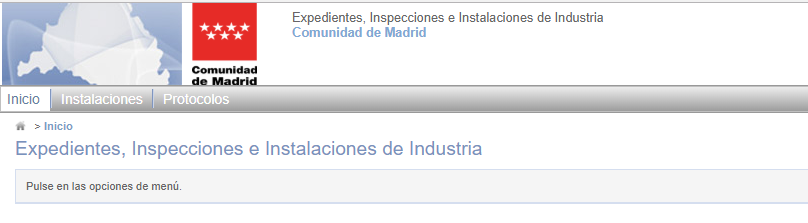 Expedientes, Inspecciones e Instalaciones de Industria
Comunidad de Madrid
Comunidad
de Madrid
Inicio Instalaciones Protocolos
> Inicio
Expedientes, Inspecciones e Instalaciones de Industria
Pulse en las opciones de menú.